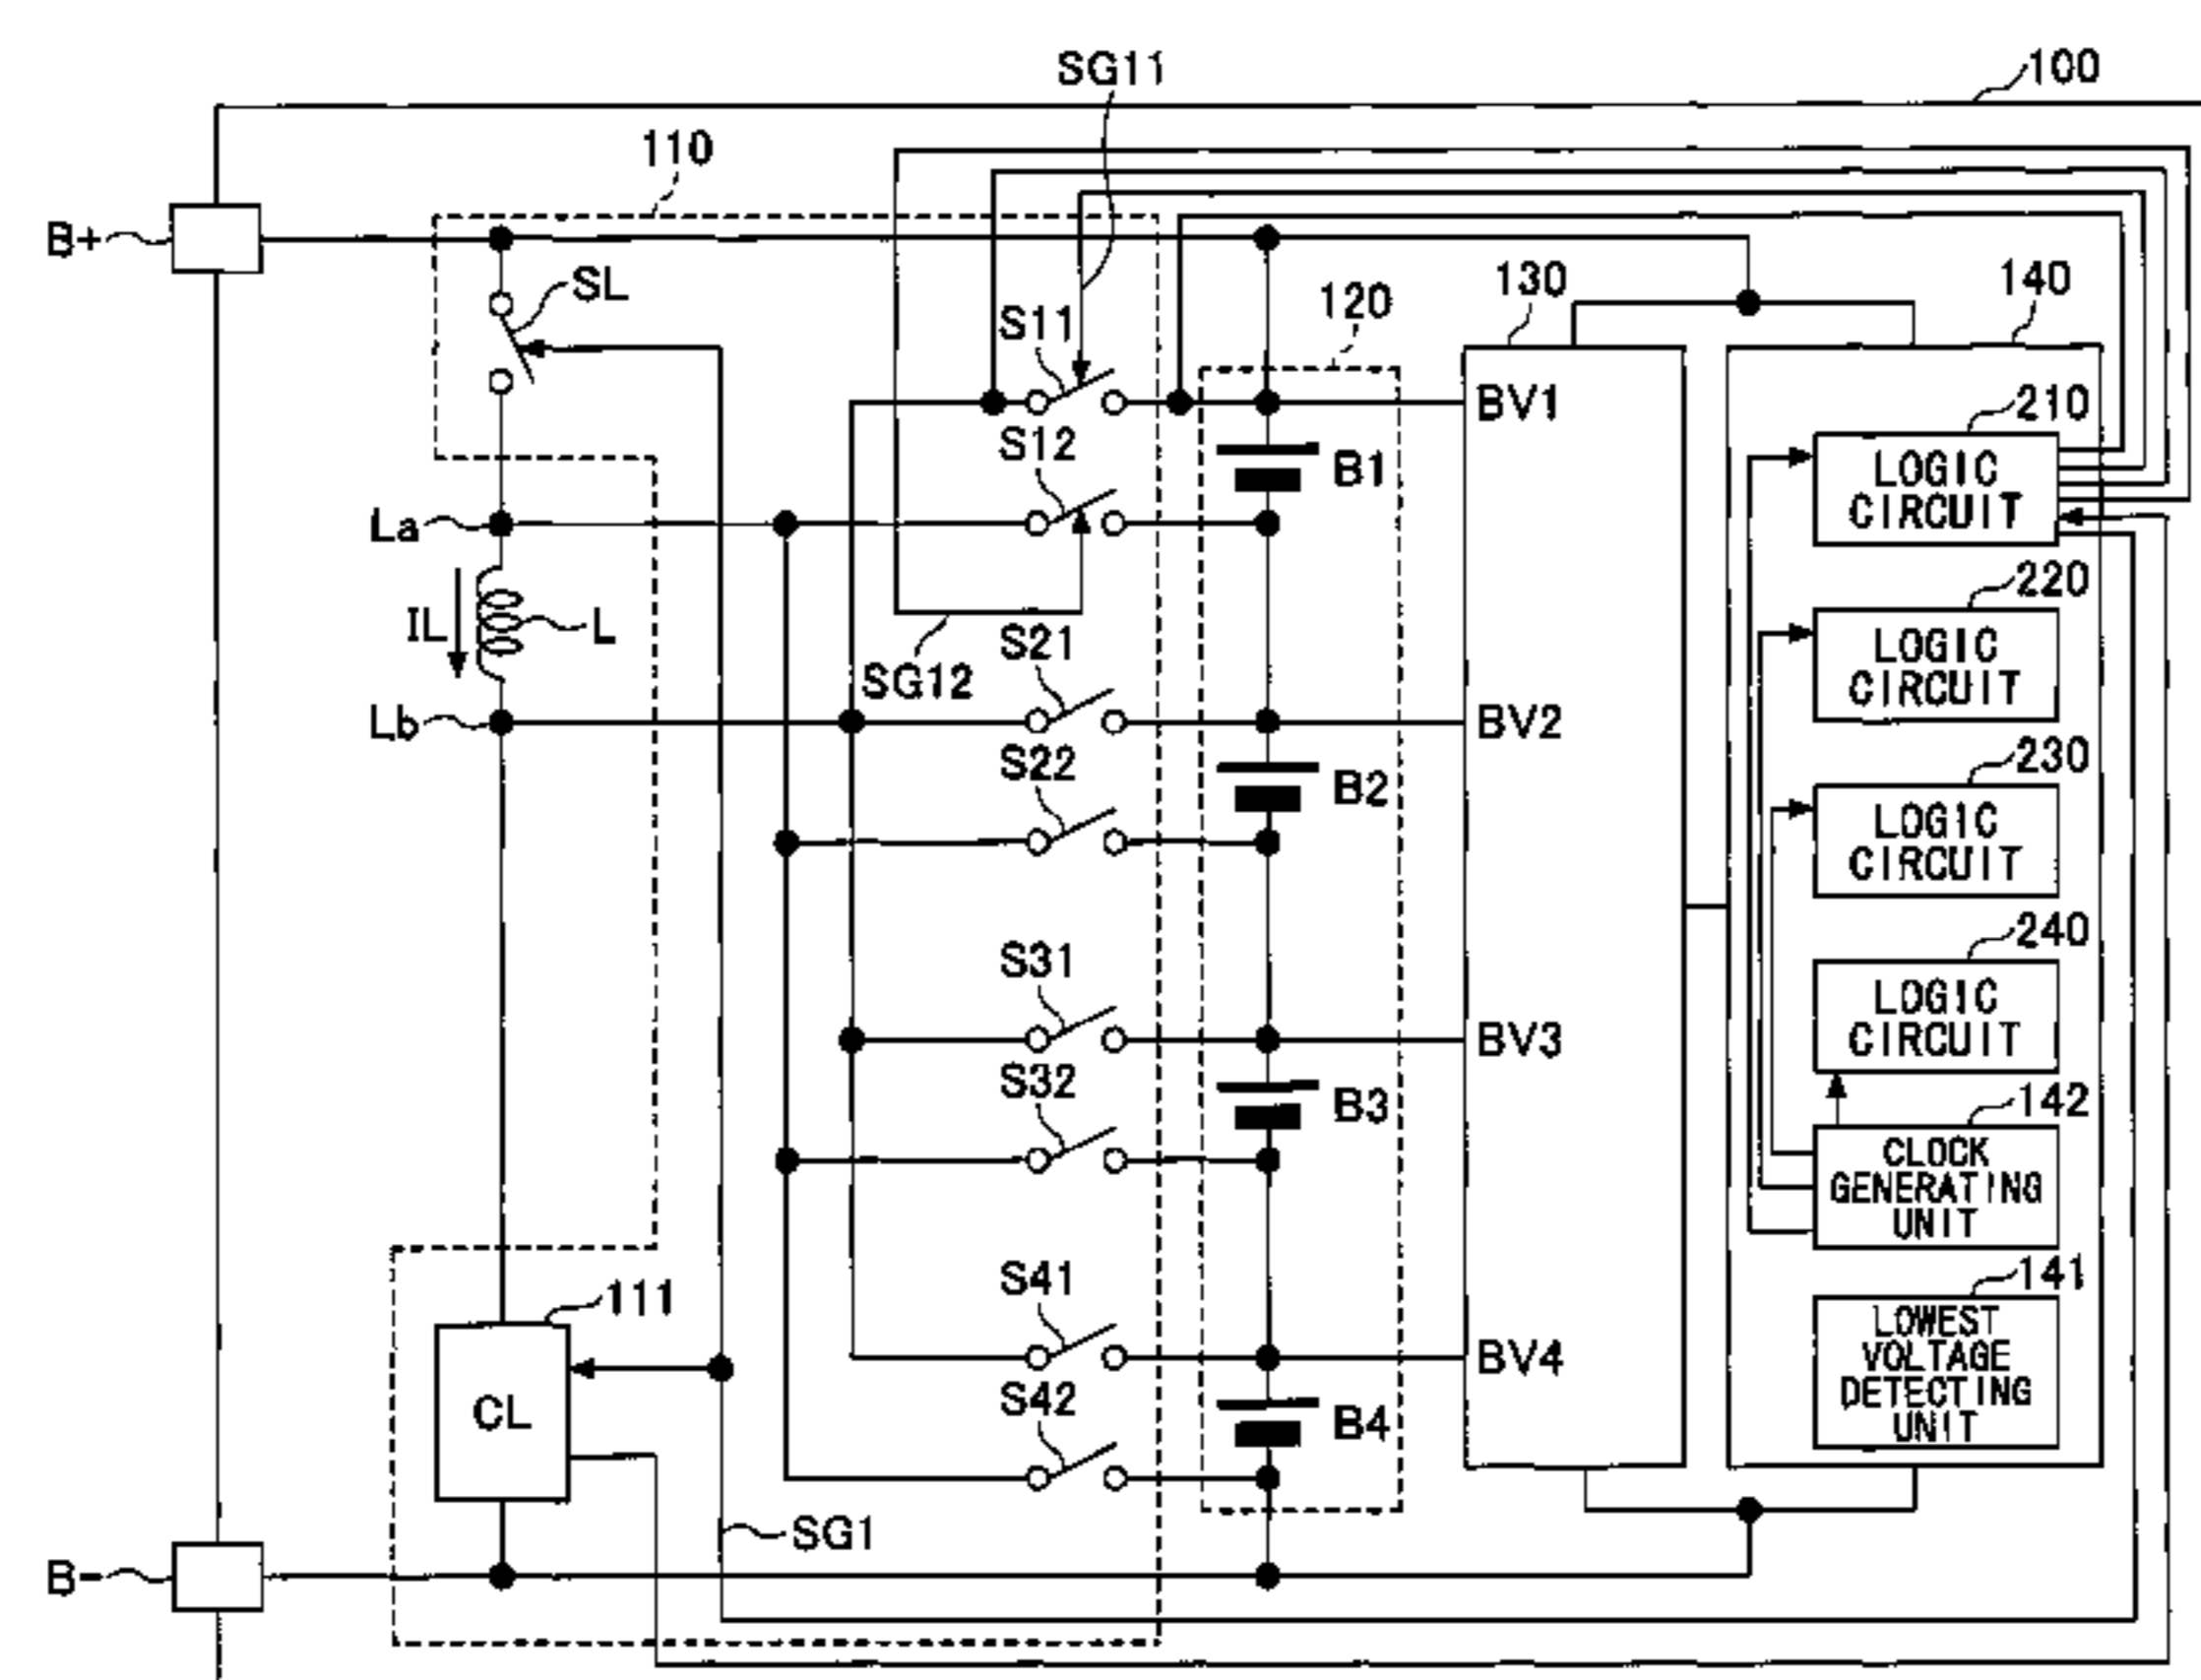 SG11
100
110
B+
SL
S11
120
130
140
BV1
210
S12
B1
LOGIC
CIRCUIT
La
220
IL
L
S21
LOGIC
CIRCUIT
SG12
Lb
BV2
S22
230
B2
LOGIC
CIRCUIT
240
S31
LOGIC
CIRCUIT
BV3
S32
B3
142
CLOCK
GENERATING
UNIT
S41
141
111
LOWEST
VOLTAGE
DETECTING
UNIT
BV4
S42
CL
B4
SG1
B-